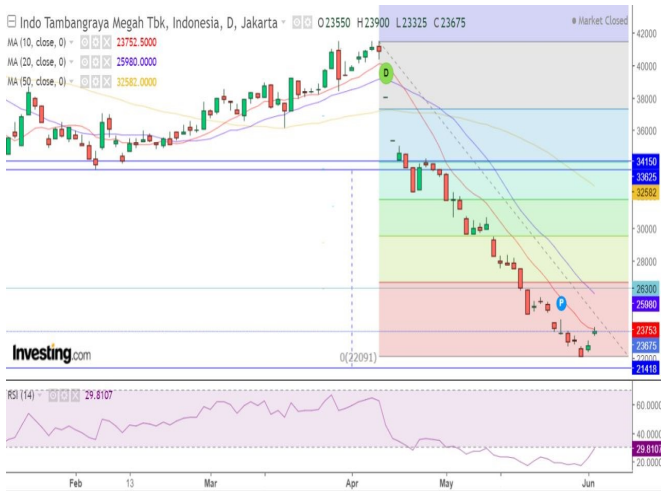 Indo Tambangraya Megah Tbk, Indonesia, D, Jakarta O23550 H23900 L23325 C23675
Market Closed
MA (10, close, 0) 23752.5000
MA (20, close, 0) 25980.0000
MA (50, close, 0) 32582.0000
42000
40000
38000
36000
34150
33625
32582
30000
28000
26300
25980
23753
23675
22000
21418
D
P
0(22091)
Investing.com
RSI (14) 29.8107
60.0000
40.0000
29.8107
20.0000
Feb 13 Mar Apr May Jun